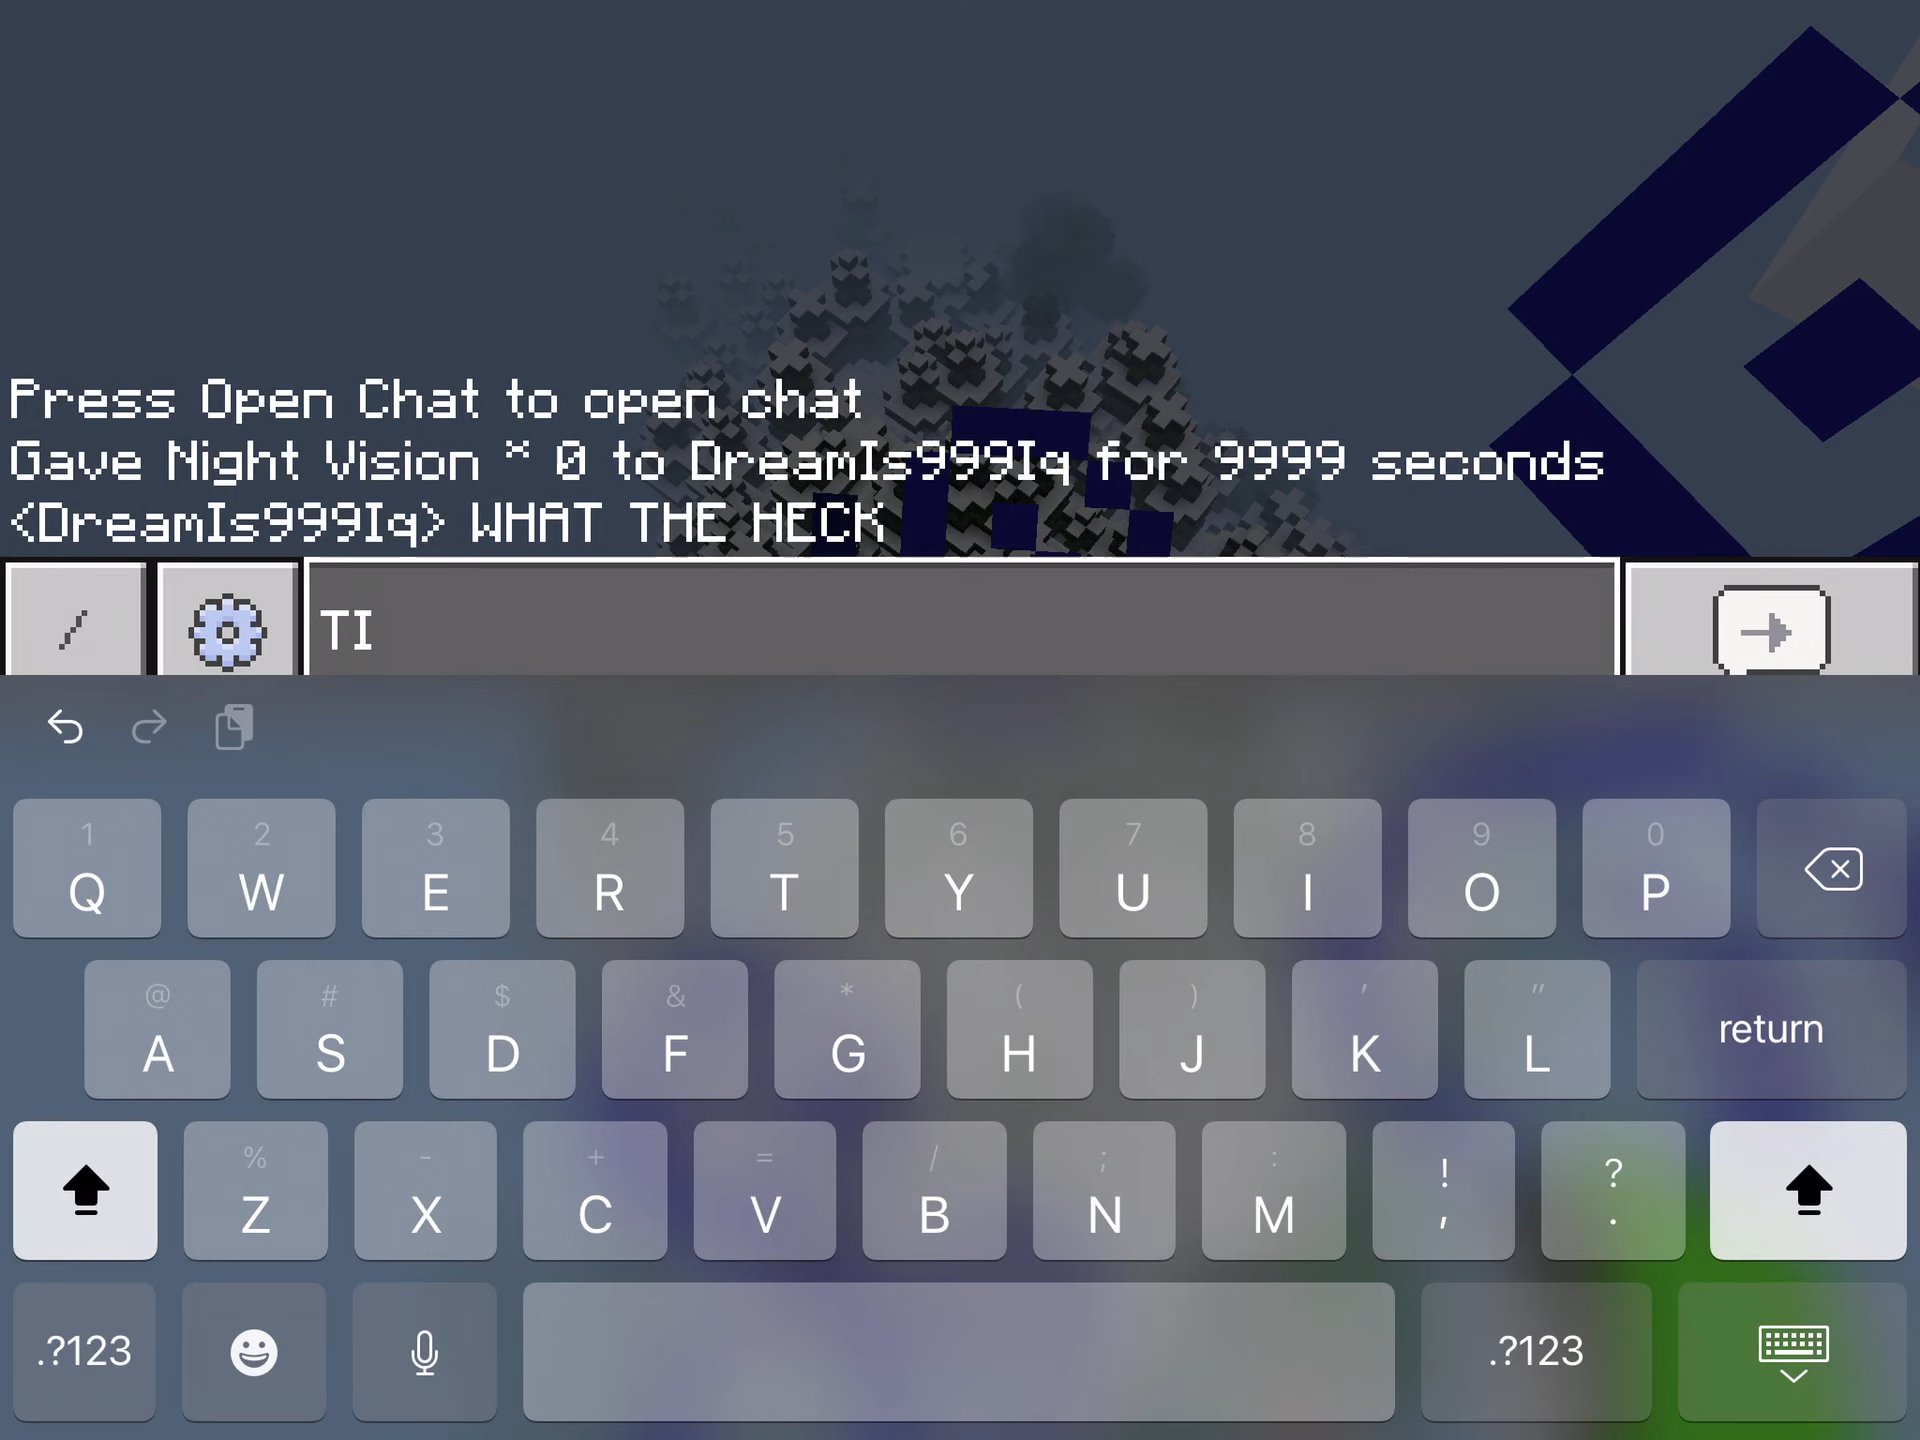 Press Open Chat to open chat
Gave Night Vision * 0 to DreamIs999Iq for 9999 seconds
<DreamIs999Iq> WHAT THE HECK
/ TI
1 2 3 4 5 6 7 8 9 0
Q W E R T Y U I O P
@ # $ & * ( ) ' "
A S D F G H J K L return
% - + = / ; : ! ?
Z X C V B N M , .
.?123 .?123